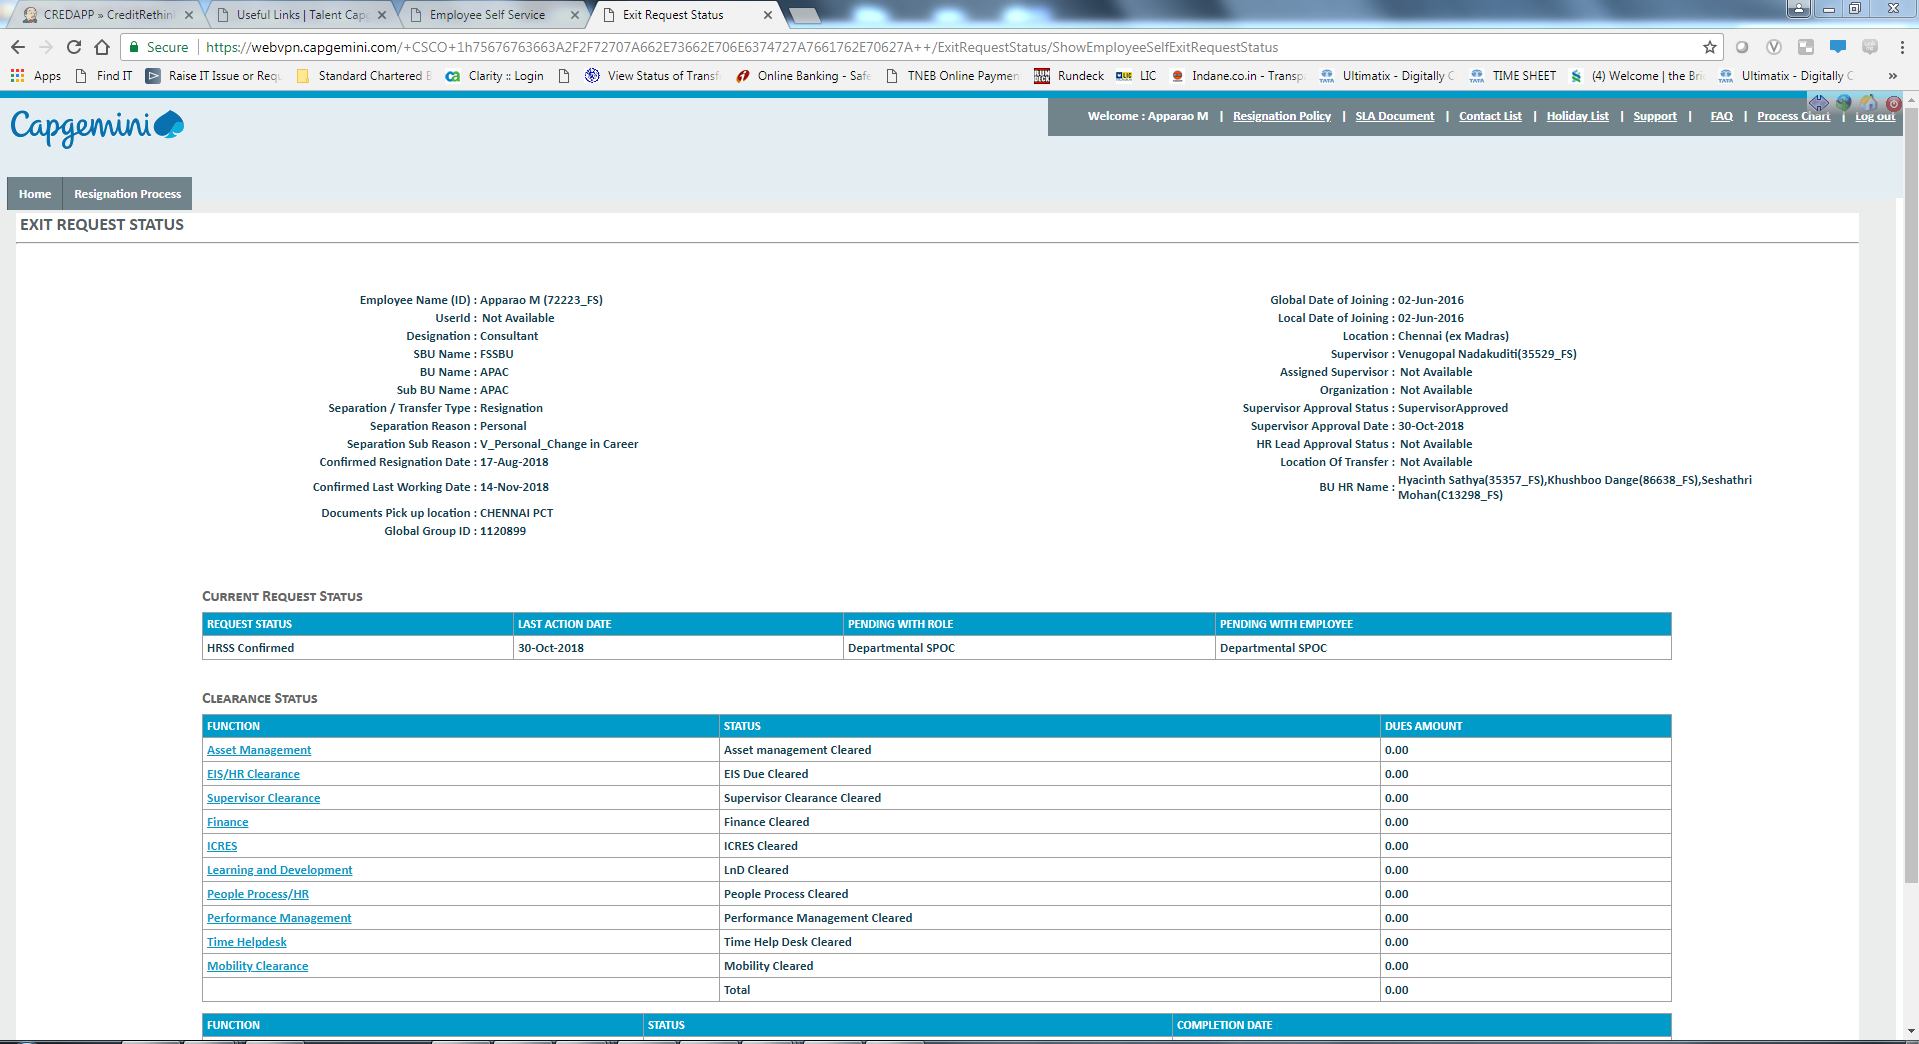 CREDAPP » CreditRethin
Useful Links | Talent Cap
Employee Self Service
Exit Request Status
Secure
https://webvpn.capgemini.com/+CSCO+1h75676763663A2F2F72707A662E73662E706E6374727A7661762E70627A++/ExitRequestStatus/ShowEmployeeSelfExitRequestStatus
Apps
Find IT
Raise IT Issue or Requ
Standard Chartered B
Clarity :: Login
View Status of Transf
Online Banking - Safe
TNEB Online Paymen
Rundeck
LIC
Indane.co.in - Transp
Ultimatix - Digitally C
TIME SHEET
(4) Welcome | the Bri
Ultimatix - Digitally C
»
Capgemini
Welcome : Apparao M | Resignation Policy | SLA Document | Contact List | Holiday List | Support | FAQ | Process Chart | Log out
Home
Resignation Process
EXIT REQUEST STATUS
Employee Name (ID) : Apparao M (72223_FS)
UserId : Not Available
Designation : Consultant
SBU Name : FSSBU
BU Name : APAC
Sub BU Name : APAC
Separation / Transfer Type : Resignation
Separation Reason : Personal
Separation Sub Reason : V_Personal_Change in Career
Confirmed Resignation Date : 17-Aug-2018
Confirmed Last Working Date : 14-Nov-2018
Documents Pick up location : CHENNAI PCT
Global Group ID : 1120899
Global Date of Joining : 02-Jun-2016
Local Date of Joining : 02-Jun-2016
Location : Chennai (ex Madras)
Supervisor : Venugopal Nadakuditi(35529_FS)
Assigned Supervisor : Not Available
Organization : Not Available
Supervisor Approval Status : SupervisorApproved
Supervisor Approval Date : 30-Oct-2018
HR Lead Approval Status : Not Available
Location Of Transfer : Not Available
BU HR Name : Hyacinth Sathya(35357_FS),Khushboo Dange(86638_FS),Seshathri
Mohan(C13298_FS)
CURRENT REQUEST STATUS
REQUEST STATUS LAST ACTION DATE PENDING WITH ROLE PENDING WITH EMPLOYEE
HRSS Confirmed 30-Oct-2018 Departmental SPOC Departmental SPOC
CLEARANCE STATUS
FUNCTION STATUS DUES AMOUNT
Asset Management Asset management Cleared 0.00
EIS/HR Clearance EIS Due Cleared 0.00
Supervisor Clearance Supervisor Clearance Cleared 0.00
Finance Finance Cleared 0.00
ICRES ICRES Cleared 0.00
Learning and Development LnD Cleared 0.00
People Process/HR People Process Cleared 0.00
Performance Management Performance Management Cleared 0.00
Time Helpdesk Time Help Desk Cleared 0.00
Mobility Clearance Mobility Cleared 0.00
Total 0.00
FUNCTION STATUS COMPLETION DATE